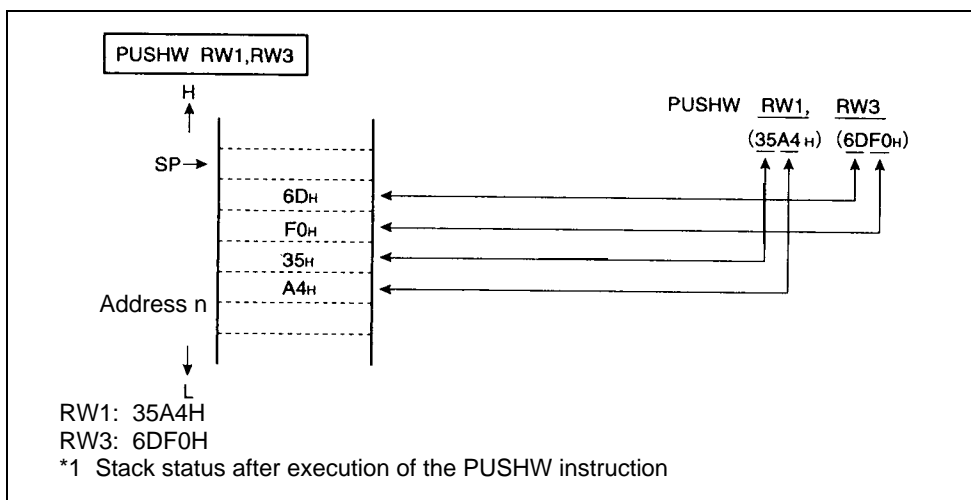 PUSHW RW1,RW3
H
PUSHW RW1, RW3
(35A4H) (6DF0H)
SP
6DH
F0H
35H
A4H
Address n
L
RW1: 35A4H
RW3: 6DF0H
*1 Stack status after execution of the PUSHW instruction